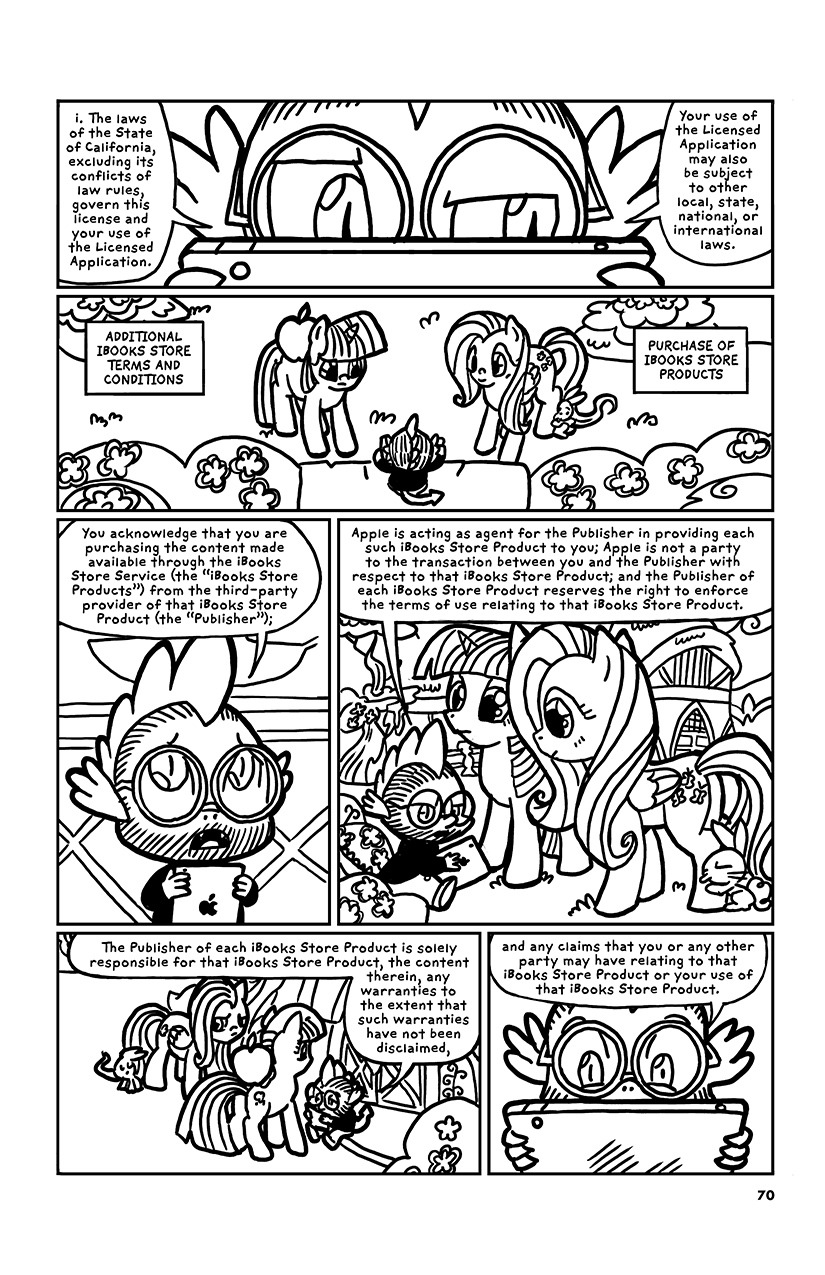 i. The laws
of the State
of California,
excluding its
conflicts of
law rules,
govern this
license and
your use of
the Licensed
Application.
Your use of
the Licensed
Application
may also
be subject
to other
local, state,
national, or
international
laws.
ADDITIONAL
IBOOKS STORE
TERMS AND
CONDITIONS
PURCHASE OF
IBOOKS STORE
PRODUCTS
You acknowledge that you are
purchasing the content made
available through the iBooks
Store Service (the “iBooks Store
Products”) from the third-party
provider of that iBooks Store
Product (the “Publisher”);
Apple is acting as agent for the Publisher in providing each
such iBooks Store Product to you; Apple is not a party
to the transaction between you and the Publisher with
respect to that iBooks Store Product; and the Publisher of
each iBooks Store Product reserves the right to enforce
the terms of use relating to that iBooks Store Product.
The Publisher of each iBooks Store Product is solely
responsible for that iBooks Store Product, the content
therein, any
warranties to
the extent that
such warranties
have not been
disclaimed,
and any claims that you or any other
party may have relating to that
iBooks Store Product or your use of
that iBooks Store Product.
70